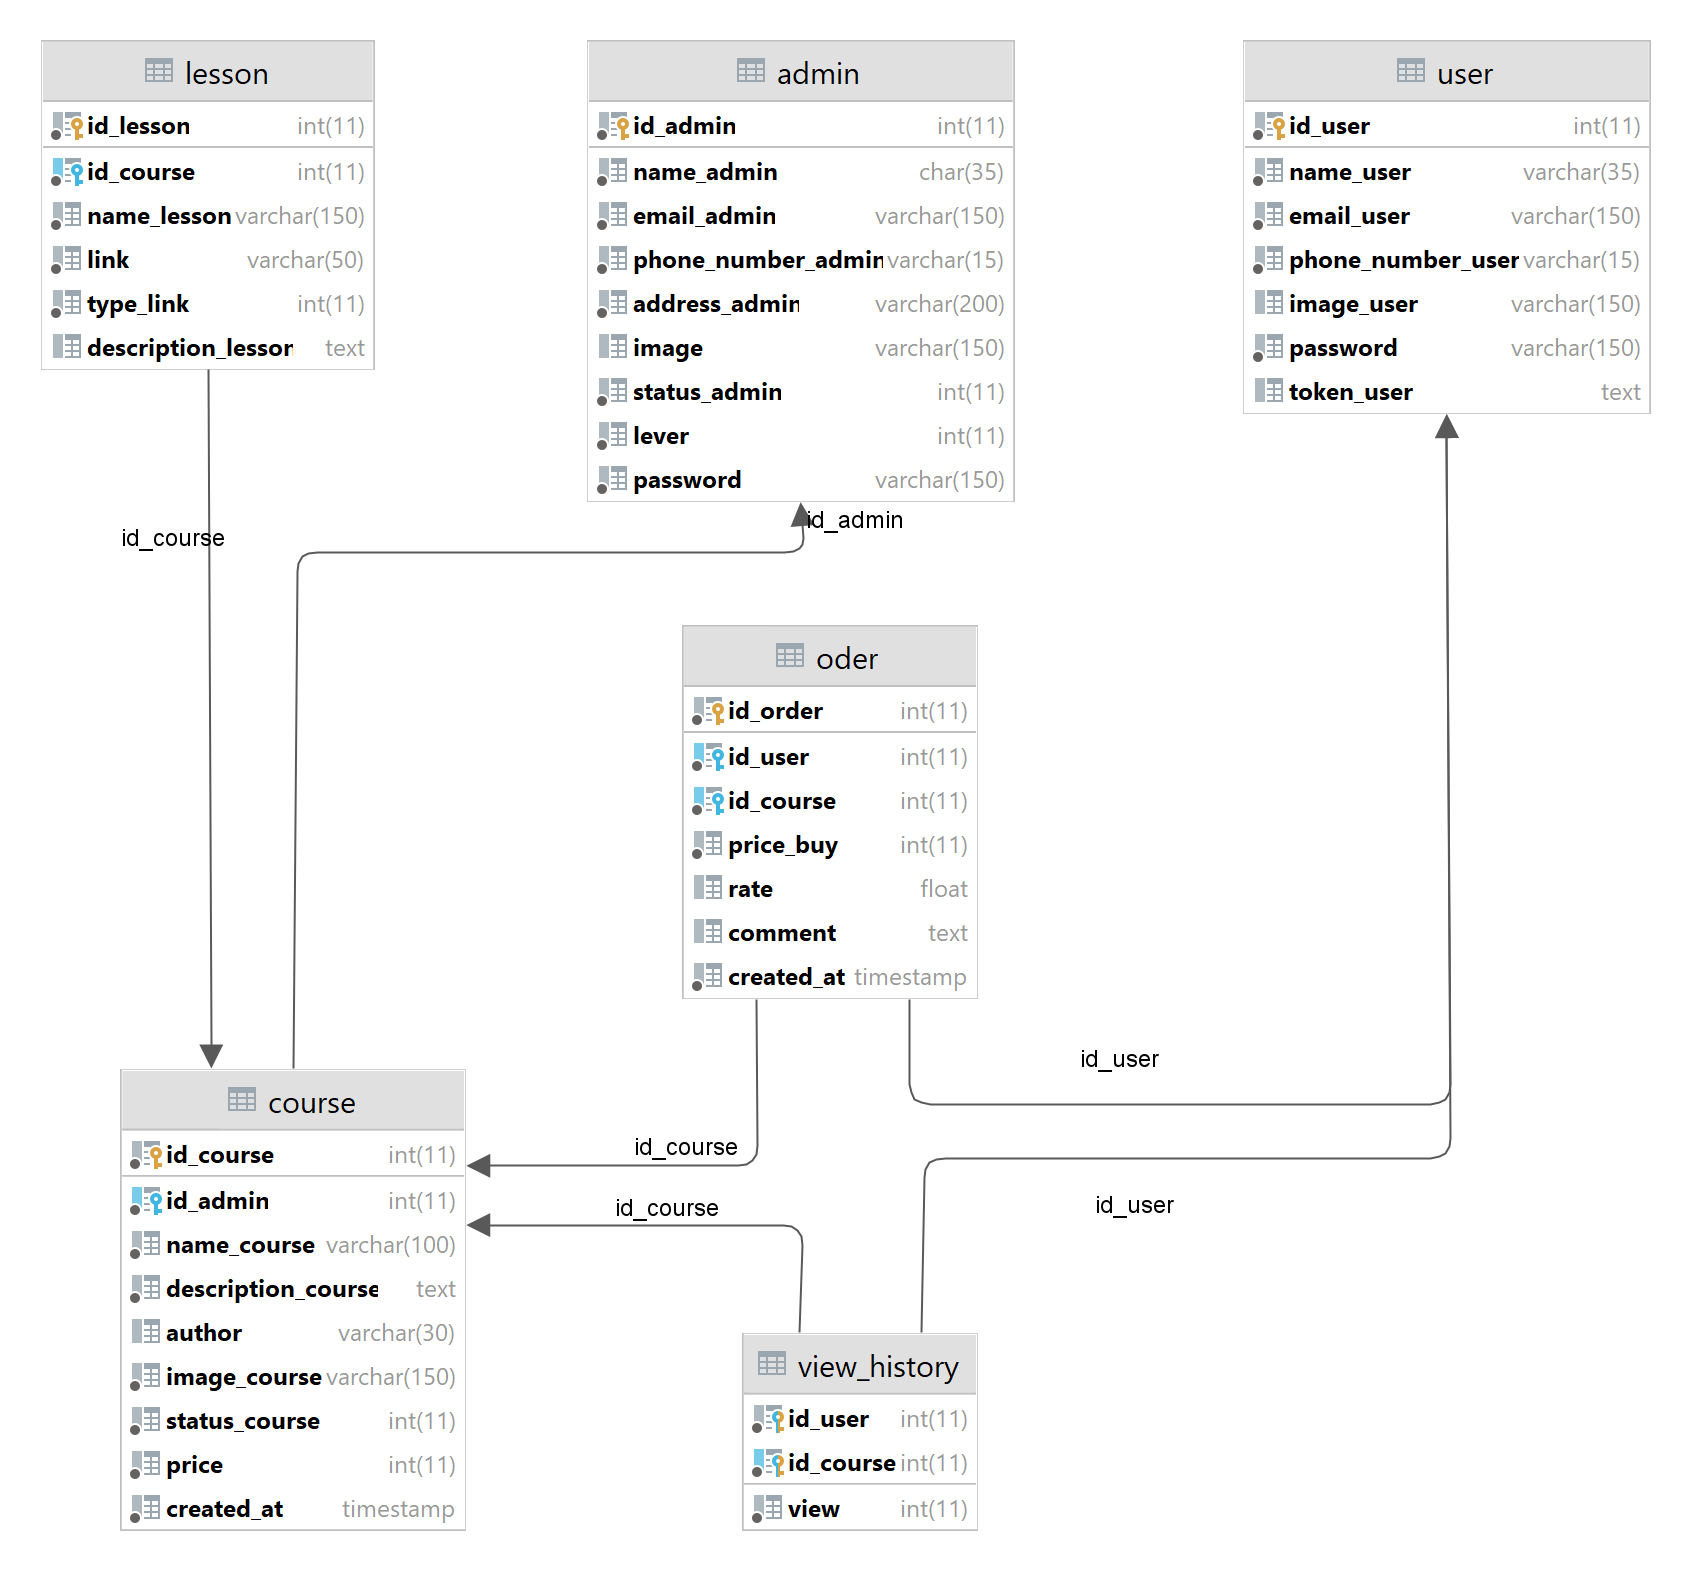 lesson
id_lesson int(11)
id_course int(11)
name_lesson varchar(150)
link varchar(50)
type_link int(11)
description_lesson text
admin
id_admin int(11)
name_admin char(35)
email_admin varchar(150)
phone_number_admin varchar(15)
address_admin varchar(200)
image varchar(150)
status_admin int(11)
lever int(11)
password varchar(150)
user
id_user int(11)
name_user varchar(35)
email_user varchar(150)
phone_number_user varchar(15)
image_user varchar(150)
password varchar(150)
token_user text
id_admin
id_course
oder
id_order int(11)
id_user int(11)
id_course int(11)
price_buy int(11)
rate float
comment text
created_at timestamp
id_user
id_course
id_user
id_course
course
id_course int(11)
id_admin int(11)
name_course varchar(100)
description_course text
author varchar(30)
image_course varchar(150)
status_course int(11)
price int(11)
created_at timestamp
view_history
id_user int(11)
id_course int(11)
view int(11)